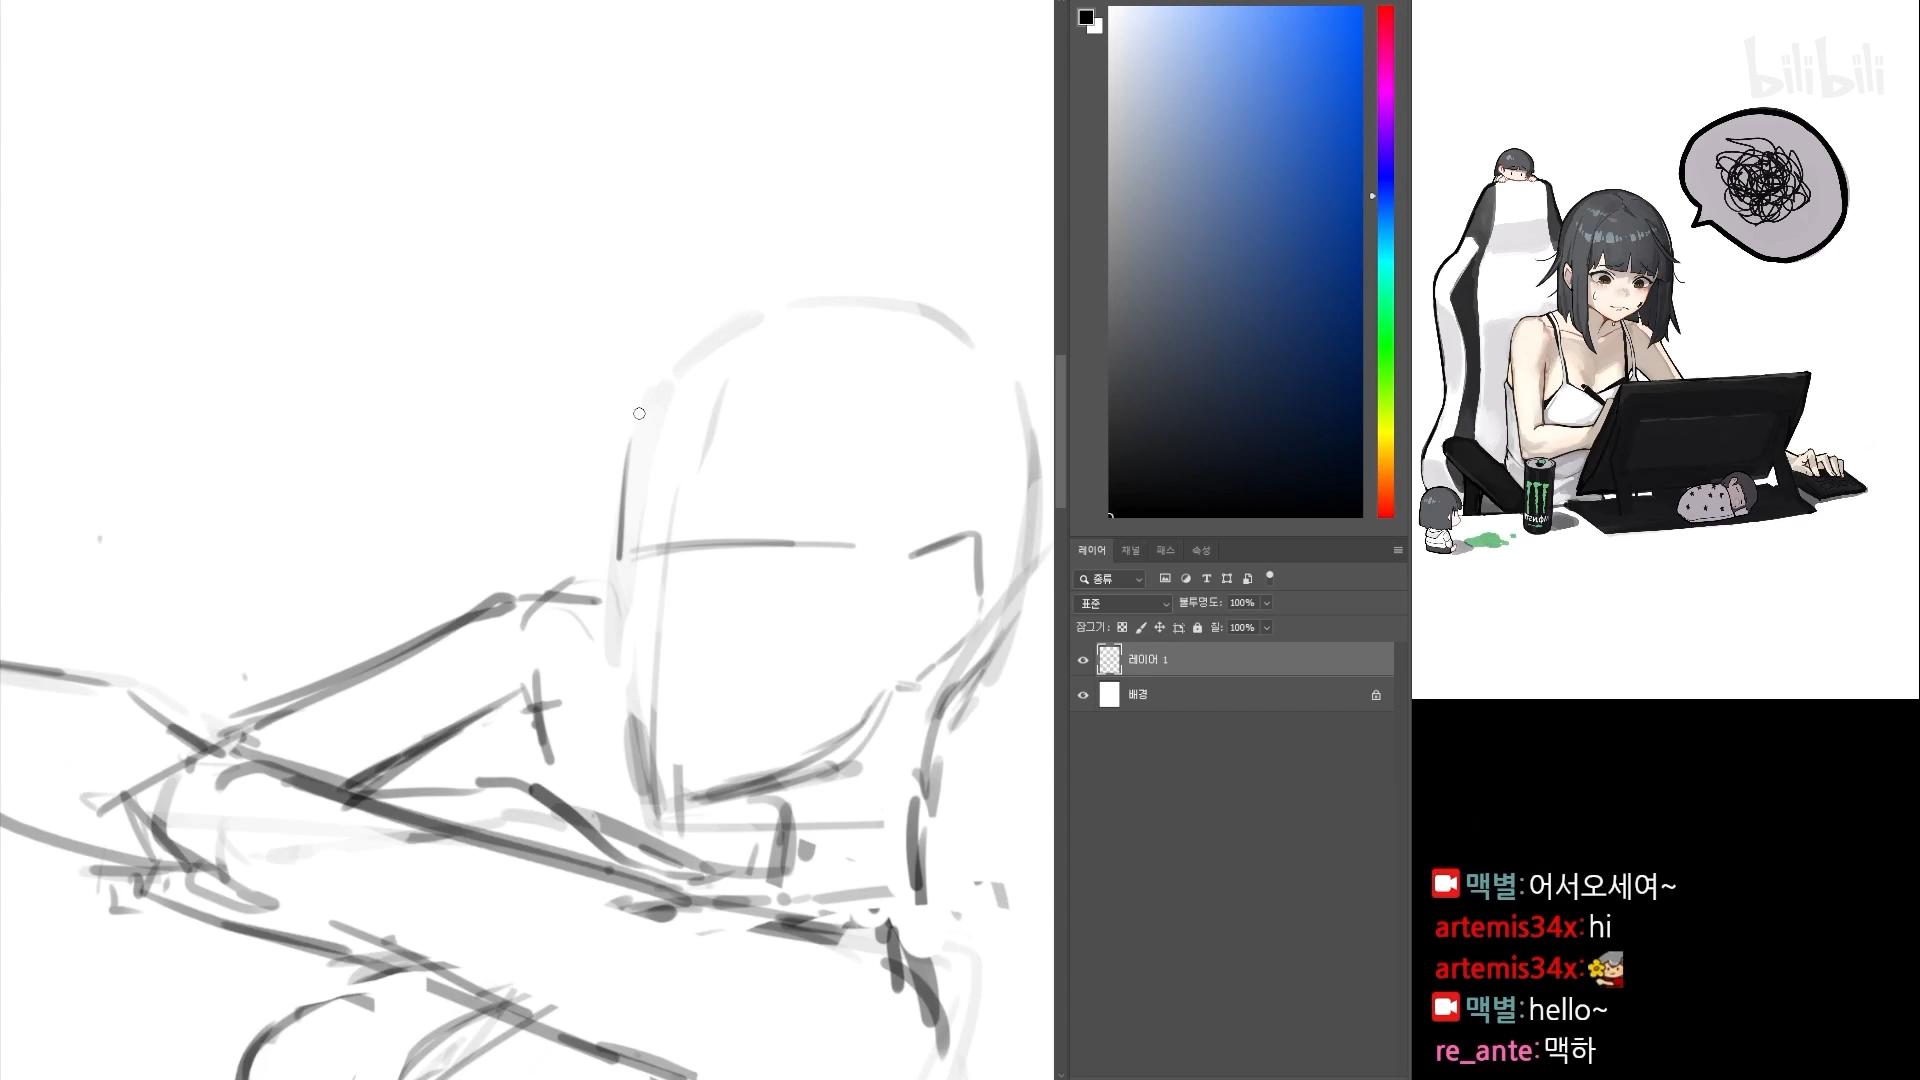 bilibili
레이어 채널 패스 속성
종류
표준 불투명도: 100%
잠그기: 칠: 100%
레이어 1
배경
맥별:어서오세여~
artemis34x:hi
artemis34x:
맥별:hello~
re_ante:맥하